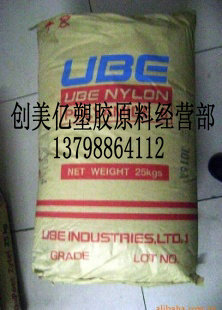 UBE
UBE NYLON
创美亿塑胶原料经营部
13798864112
NET WEIGHT 25kgs
UBE INDUSTRIES,LTD.
GRADE LOT NO.